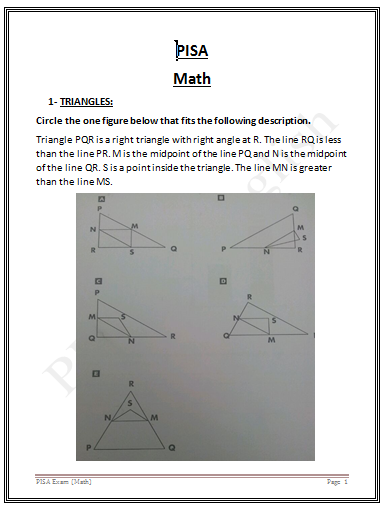 PISA
Math
1- TRIANGLES:
Circle the one figure below that fits the following description.
Triangle PQR is a right triangle with right angle at R. The line RQ is less
than the line PR. M is the midpoint of the line PQ and N is the midpoint
of the line QR. S is a point inside the triangle. The line MN is greater
than the line MS.
A B
P Q
N M M S
R S Q P N R
C D
P R
M S N S
Q N R Q M
E
R
S
N M
P Q
PISA Exam [Math] Page 1